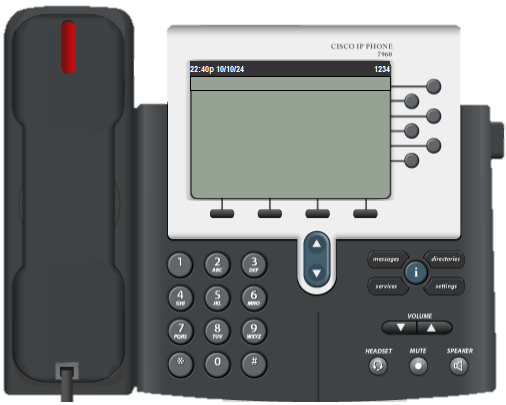 CISCO IP PHONE
7960
22:40p 10/10/24 1234
1 2 ABC 3 DEF
messages directories
i
4 GHI 5 JKL 6 MNO
services settings
7 PQRS 8 TUV 9 WXYZ
VOLUME
* 0 #
HEADSET MUTE SPEAKER